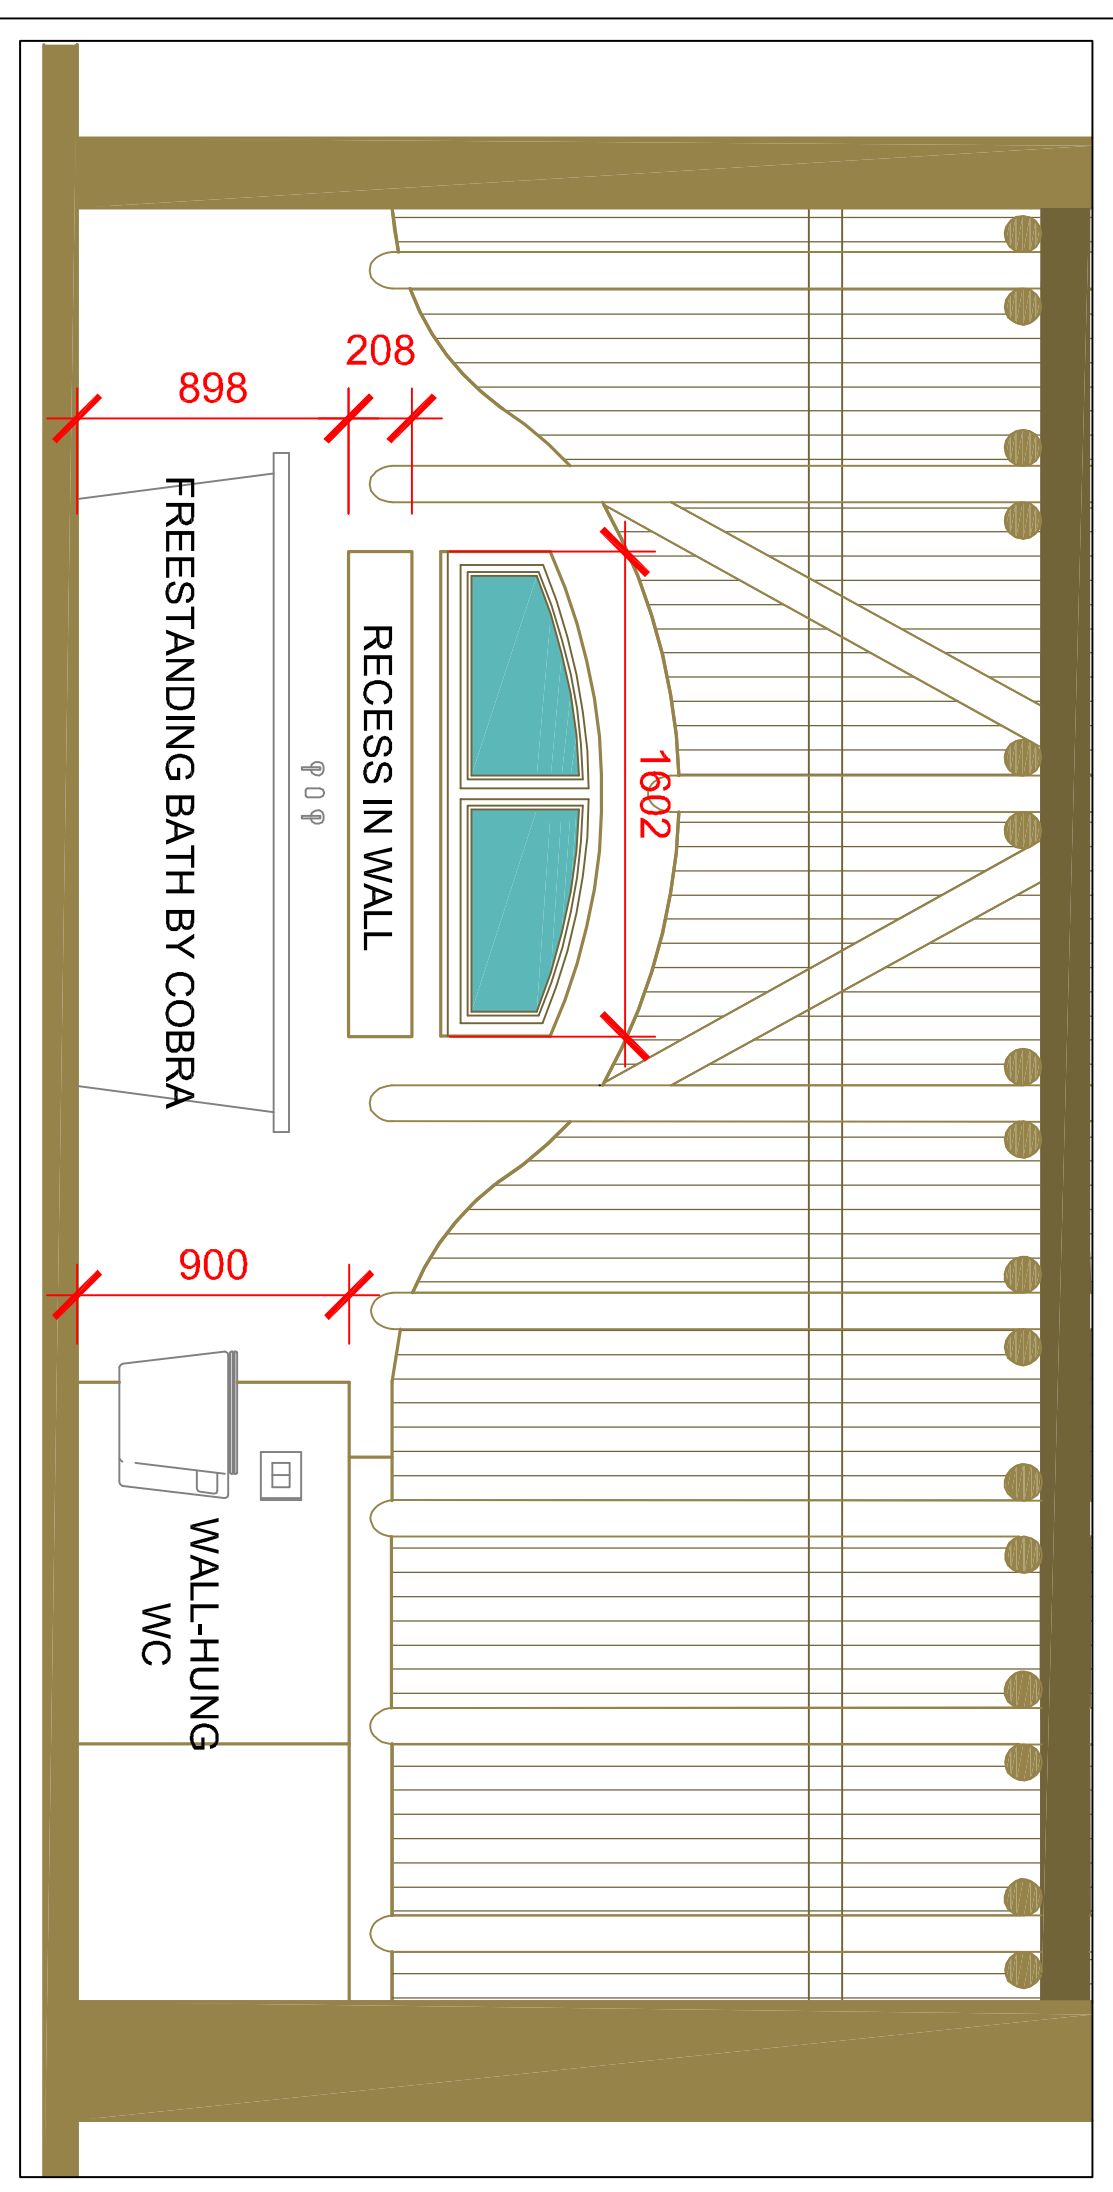 208
898
1602
RECESS IN WALL
FREESTANDING BATH BY COBRA
900
WALL-HUNG
WC